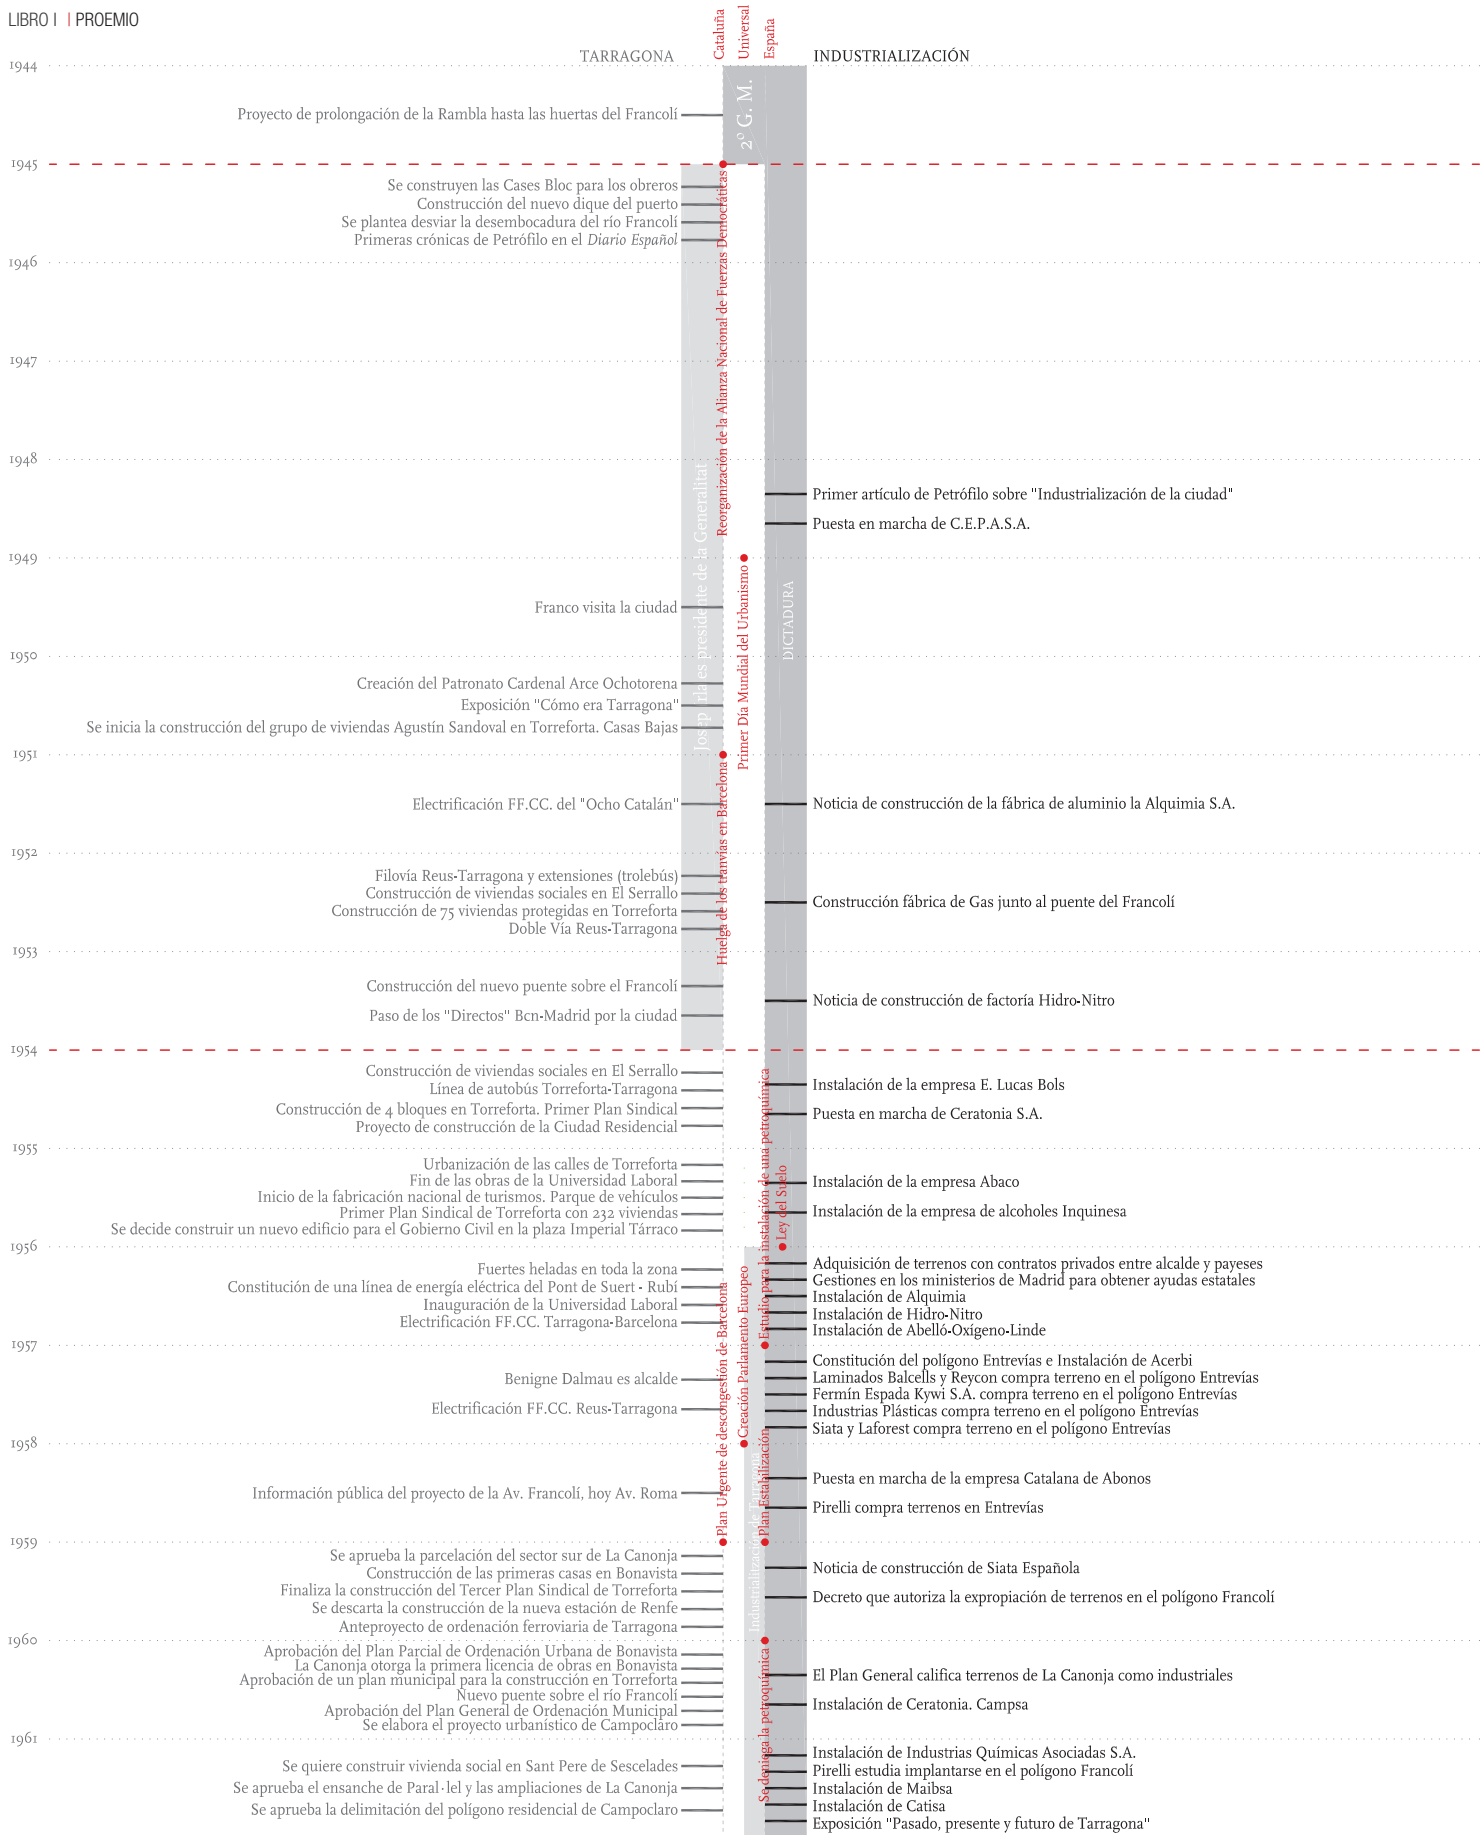 LIBRO I | PROEMIO
Cataluña
Universal
España
TARRAGONA
INDUSTRIALIZACIÓN
1944
2º G. M.
Proyecto de prolongación de la Rambla hasta las huertas del Francolí
1945
Reorganización de la Alianza Nacional de Fuerzas Democráticas
Se construyen las Cases Bloc para los obreros
Construcción del nuevo dique del puerto
Se plantea desviar la desembocadura del río Francolí
Primeras crónicas de Petrófilo en el Diario Español
1946
1947
1948
Josep Irla es presidente de la Generalitat
Primer artículo de Petrófilo sobre "Industrialización de la ciudad"
Puesta en marcha de C.E.P.A.S.A.
1949
Primer Día Mundial del Urbanismo
DICTADURA
Franco visita la ciudad
1950
Creación del Patronato Cardenal Arce Ochotorena
Exposición "Cómo era Tarragona"
Se inicia la construcción del grupo de viviendas Agustín Sandoval en Torreforta. Casas Bajas
1951
Huelga de los tranvías en Barcelona
Electrificación FF.CC. del "Ocho Catalán"
Noticia de construcción de la fábrica de aluminio la Alquimia S.A.
1952
Filovía Reus-Tarragona y extensiones (trolebús)
Construcción de viviendas sociales en El Serrallo
Construcción de 75 viviendas protegidas en Torreforta
Doble Vía Reus-Tarragona
Construcción fábrica de Gas junto al puente del Francolí
1953
Construcción del nuevo puente sobre el Francolí
Paso de los "Directos" Bcn-Madrid por la ciudad
Noticia de construcción de factoría Hidro-Nitro
1954
Construcción de viviendas sociales en El Serrallo
Línea de autobús Torreforta-Tarragona
Construcción de 4 bloques en Torreforta. Primer Plan Sindical
Proyecto de construcción de la Ciudad Residencial
Estudio para la instalación de una petroquímica
Instalación de la empresa E. Lucas Bols
Puesta en marcha de Ceratonia S.A.
1955
Urbanización de las calles de Torreforta
Fin de las obras de la Universidad Laboral
Inicio de la fabricación nacional de turismos. Parque de vehículos
Primer Plan Sindical de Torreforta con 232 viviendas
Se decide construir un nuevo edificio para el Gobierno Civil en la plaza Imperial Tárraco
Ley del Suelo
Instalación de la empresa Abaco
Instalación de la empresa de alcoholes Inquinesa
1956
Fuertes heladas en toda la zona
Constitución de una línea de energía eléctrica del Pont de Suert - Rubí
Inauguración de la Universidad Laboral
Electrificación FF.CC. Tarragona-Barcelona
Plan Urgente de descongestión de Barcelona
Creación Parlamento Europeo
Adquisición de terrenos con contratos privados entre alcalde y payeses
Gestiones en los ministerios de Madrid para obtener ayudas estatales
Instalación de Alquimia
Instalación de Hidro-Nitro
Instalación de Abelló-Oxígeno-Linde
1957
Benigne Dalmau es alcalde
Electrificación FF.CC. Reus-Tarragona
Constitución del polígono Entrevías e Instalación de Acerbi
Laminados Balcells y Reycon compra terreno en el polígono Entrevías
Fermín Espada Kywi S.A. compra terreno en el polígono Entrevías
Industrias Plásticas compra terreno en el polígono Entrevías
Siata y Laforest compra terreno en el polígono Entrevías
1958
Información pública del proyecto de la Av. Francolí, hoy Av. Roma
Industrialización de Tarragona
Plan Estabilización
Puesta en marcha de la empresa Catalana de Abonos
Pirelli compra terrenos en Entrevías
1959
Se aprueba la parcelación del sector sur de La Canonja
Construcción de las primeras casas en Bonavista
Finaliza la construcción del Tercer Plan Sindical de Torreforta
Se descarta la construcción de la nueva estación de Renfe
Anteproyecto de ordenación ferroviaria de Tarragona
Noticia de construcción de Siata Española
Decreto que autoriza la expropiación de terrenos en el polígono Francolí
1960
Aprobación del Plan Parcial de Ordenación Urbana de Bonavista
La Canonja otorga la primera licencia de obras en Bonavista
Aprobación de un plan municipal para la construcción en Torreforta
Nuevo puente sobre el río Francolí
Aprobación del Plan General de Ordenación Municipal
Se elabora el proyecto urbanístico de Campoclaro
Se deniega la petroquímica
El Plan General califica terrenos de La Canonja como industriales
Instalación de Ceratonia. Campsa
1961
Se quiere construir vivienda social en Sant Pere de Sescelades
Se aprueba el ensanche de Paral·lel y las ampliaciones de La Canonja
Se aprueba la delimitación del polígono residencial de Campoclaro
Instalación de Industrias Químicas Asociadas S.A.
Pirelli estudia implantarse en el polígono Francolí
Instalación de Maibsa
Instalación de Catisa
Exposición "Pasado, presente y futuro de Tarragona"